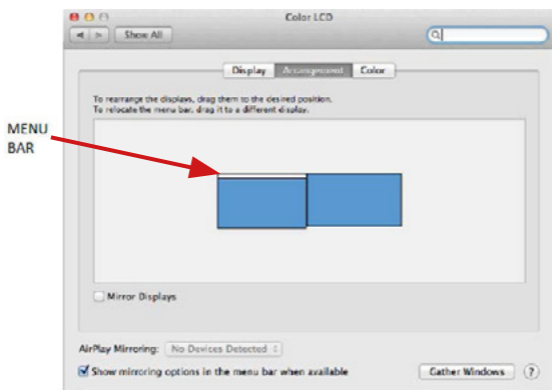 Color LCD
Show All
Display Arrangement Color
To rearrange the displays, drag them to the desired position.
To relocate the menu bar, drag it to a different display.
MENU
BAR
Mirror Displays
AirPlay Mirroring: No Devices Detected
Show mirroring options in the menu bar when available
Gather Windows ?